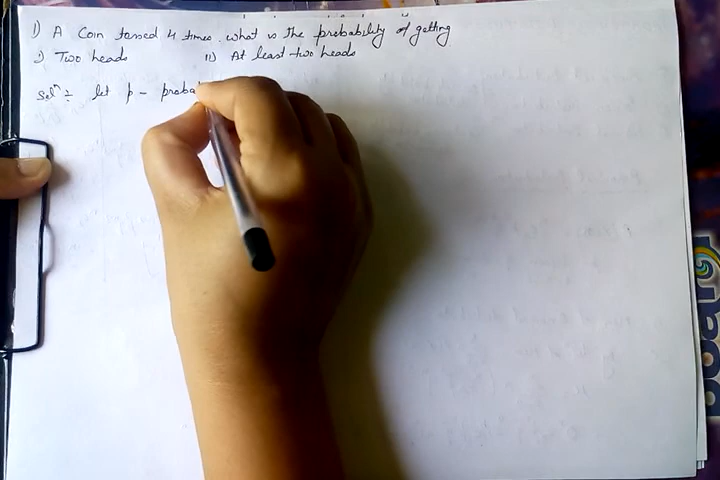 1) A Coin tossed 4 times. what is the probability of getting
i) Two heads ii) At least two heads
Solⁿ:- let p - proba